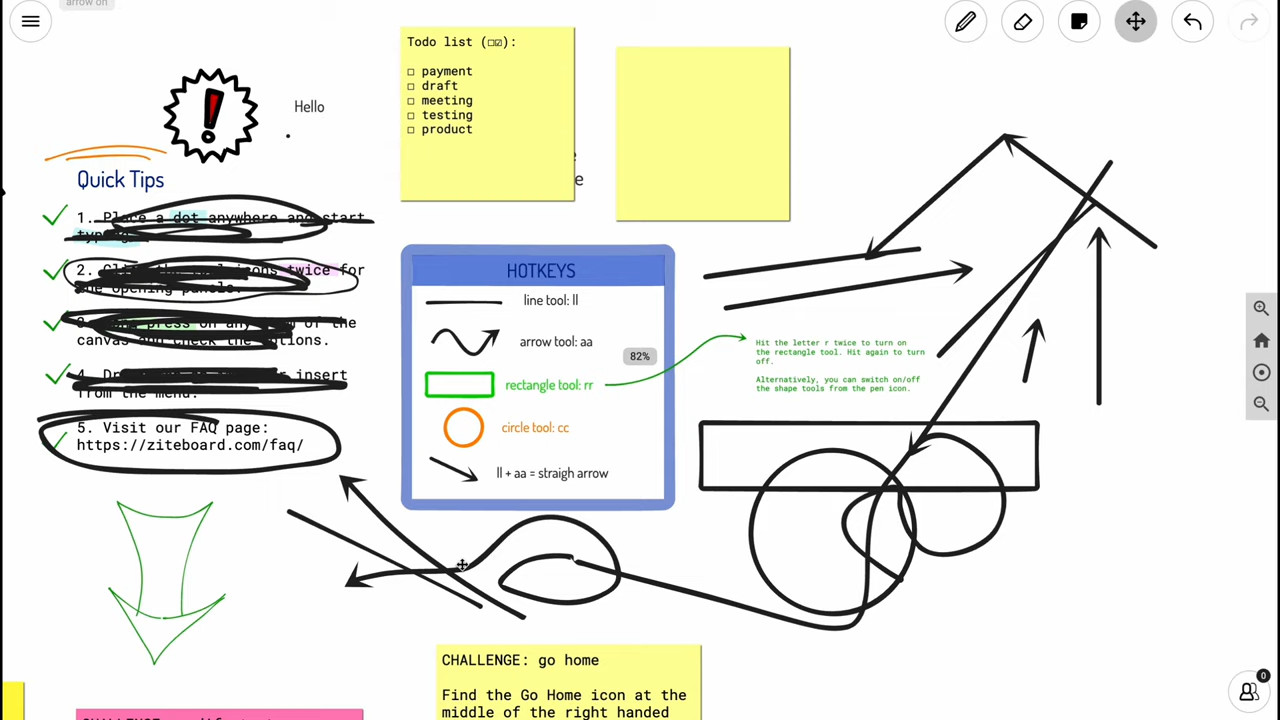 arrow on
Todo list (☐☑):
☐ payment
☐ draft
☐ meeting
☐ testing
☐ product
Hello
Quick Tips
1. Place a dot anywhere and start
typing.
2. icons twice for
opening panels.
3. press on any of the
canvas and check the options.
4. insert
from the menu.
5. Visit our FAQ page:
https://ziteboard.com/faq/
e
HOTKEYS
line tool: ll
arrow tool: aa
rectangle tool: rr
circle tool: cc
ll + aa = straigh arrow
82%
Hit the letter r twice to turn on
the rectangle tool. Hit again to turn
off.
Alternatively, you can switch on/off
the shape tools from the pen icon.
CHALLENGE: go home
Find the Go Home icon at the
middle of the right handed
0